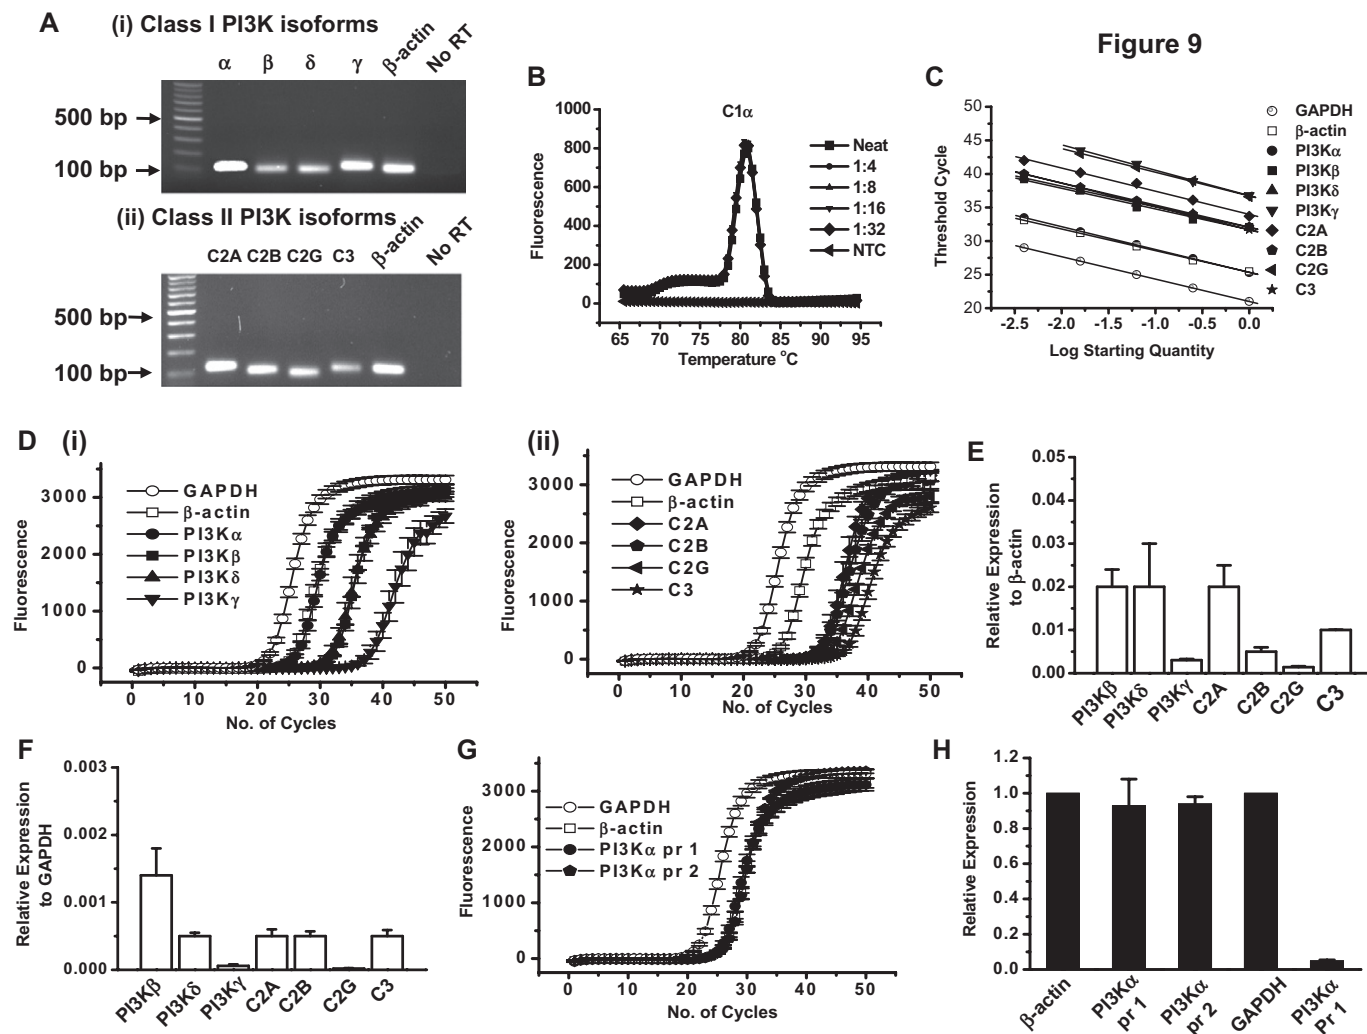 Figure 9
A (i) Class I PI3K isoforms
α β δ γ β-actin No RT
500 bp
100 bp
(ii) Class II PI3K isoforms
C2A C2B C2G C3 β-actin No RT
500 bp
100 bp
B
C1α
Fluorescence
1000
800
600
400
200
0
65 70 75 80 85 90 95
Temperature °C
Neat
1:4
1:8
1:16
1:32
NTC
C
Threshold Cycle
50
45
40
35
30
25
20
-2.5 -2.0 -1.5 -1.0 -0.5 0.0
Log Starting Quantity
GAPDH
β-actin
PI3Kα
PI3Kβ
PI3Kδ
PI3Kγ
C2A
C2B
C2G
C3
D (i)
Fluorescence
3000
2000
1000
0
0 10 20 30 40 50
No. of Cycles
GAPDH
β-actin
PI3Kα
PI3Kβ
PI3Kδ
PI3Kγ
(ii)
Fluorescence
3000
2000
1000
0
0 10 20 30 40 50
No. of Cycles
GAPDH
β-actin
C2A
C2B
C2G
C3
E
Relative Expression
to β-actin
0.05
0.04
0.03
0.02
0.01
0.00
PI3Kβ PI3Kδ PI3Kγ C2A C2B C2G C3
F
Relative Expression
to GAPDH
0.003
0.002
0.001
0.000
PI3Kβ PI3Kδ PI3Kγ C2A C2B C2G C3
G
Fluorescence
3000
2000
1000
0
0 10 20 30 40 50
No. of Cycles
GAPDH
β-actin
PI3Kα pr 1
PI3Kα pr 2
H
Relative Expression
1.2
1.0
0.8
0.6
0.4
0.2
0.0
β-actin
PI3Kα
pr 1
PI3Kα
pr 2
GAPDH
PI3Kα
Pr 1